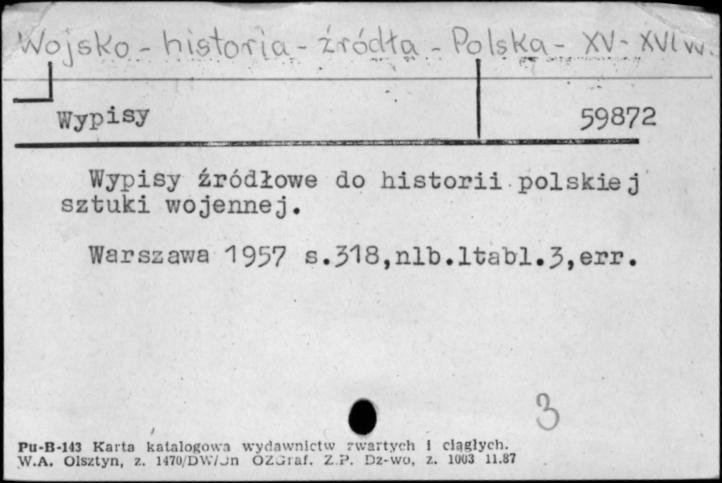 Wojsko - historia - źródła - Polska - XV - XVI w.
Wypisy 59872
Wypisy źródłowe do historii polskiej
sztuki wojennej.
Warszawa 1957 s.318,nlb.ltabl.3,err.
3
Pu-B-143 Karta katalogowa wydawnictw zwartych i ciągłych.
W.A. Olsztyn, z. 1470/DW/Jn OZGraf. Z.P. Dz-wo, z. 1003 11.87